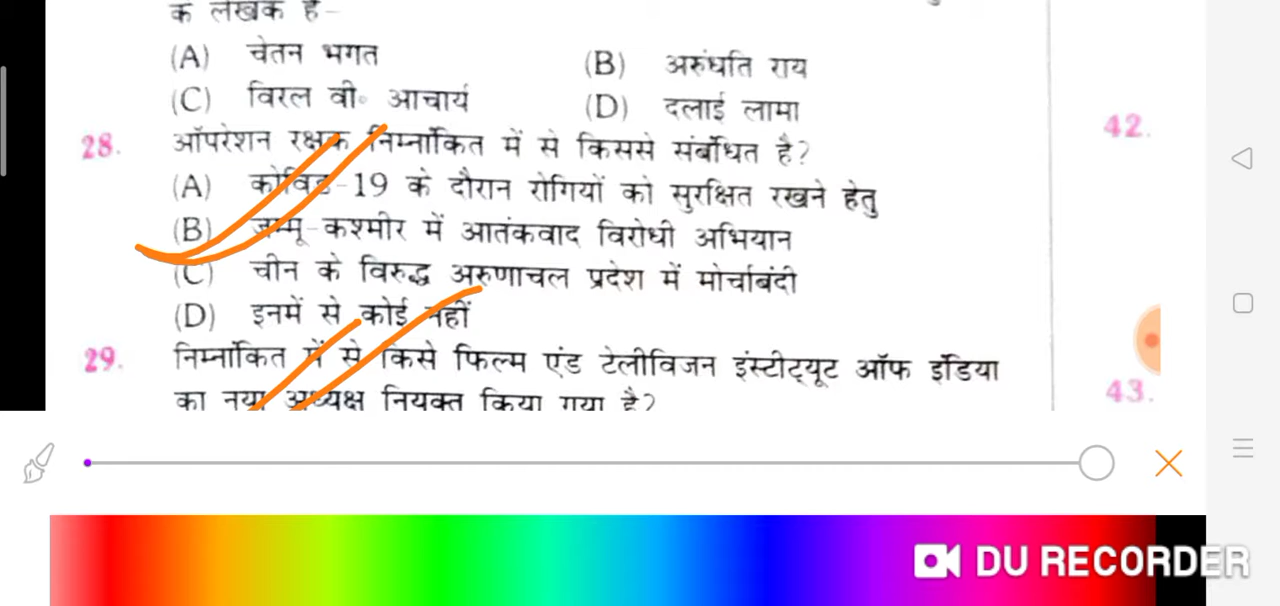 के लेखक हैं–
(A) चेतन भगत (B) अरुंधति राय
(C) विरल वी॰ आचार्य (D) दलाई लामा
28. ऑपरेशन रक्षक निम्नांकित में से किससे संबंधित है?
(A) कोविड-19 के दौरान रोगियों को सुरक्षित रखने हेतु
(B) जम्मू-कश्मीर में आतंकवाद विरोधी अभियान
(C) चीन के विरुद्ध अरुणाचल प्रदेश में मोर्चाबंदी
(D) इनमें से कोई नहीं
29. निम्नांकित में से किसे फिल्म एंड टेलीविजन इंस्टीट्यूट ऑफ इंडिया
का नया अध्यक्ष नियुक्त किया गया है?
42.
43.
DU RECORDER